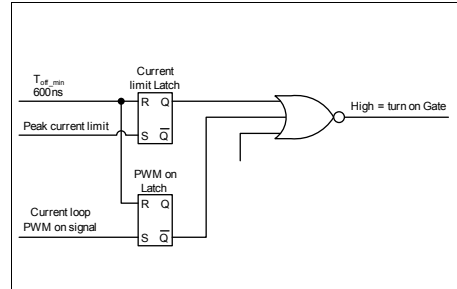 T off_min
600ns
Current
limit Latch
R Q
Peak current limit
S Q̅
High = turn on Gate
PWM on
Latch
R Q
Current loop
PWM on signal
S Q̅